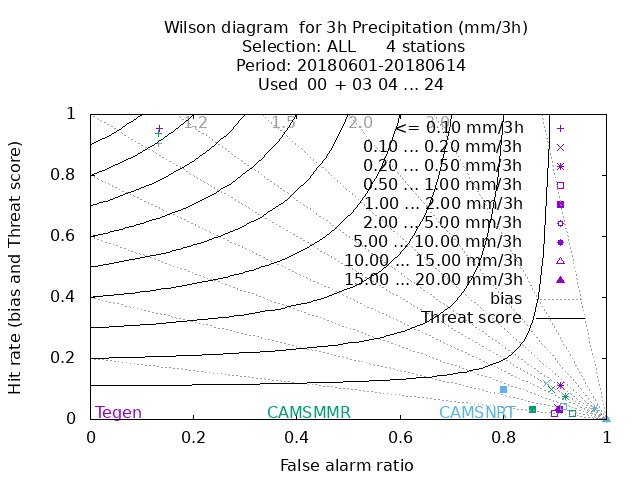 Wilson diagram  for 3h Precipitation (mm/3h)
Selection: ALL      4 stations
Period: 20180601-20180614
Used  00  + 03 04 ... 24
1.2 1.5 2.0 3.0
<= 0.10 mm/3h
0.10 ... 0.20 mm/3h
0.20 ... 0.50 mm/3h
0.50 ... 1.00 mm/3h
1.00 ... 2.00 mm/3h
2.00 ... 5.00 mm/3h
5.00 ... 10.00 mm/3h
10.00 ... 15.00 mm/3h
15.00 ... 20.00 mm/3h
bias
Threat score
1
0.8
0.6
0.4
0.2
0
Hit rate (bias and Threat score)
Tegen CAMSMMR CAMSNRT
0 0.2 0.4 0.6 0.8 1
False alarm ratio